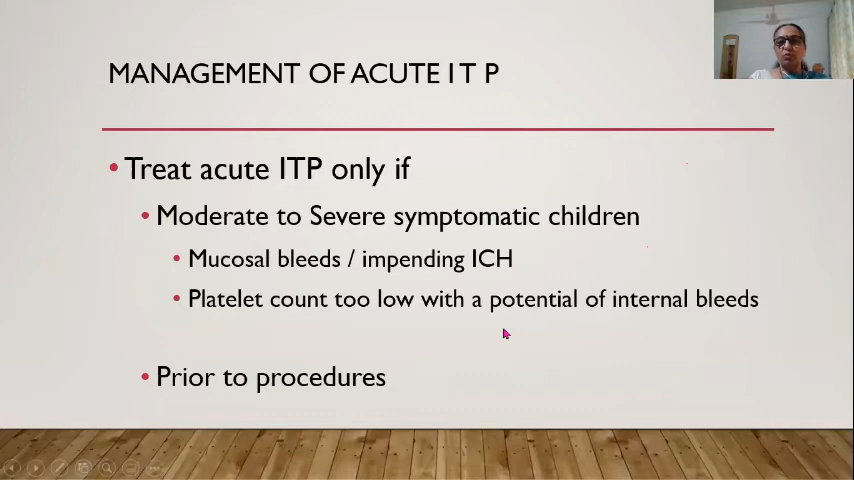 MANAGEMENT OF ACUTE I T P
• Treat acute ITP only if
• Moderate to Severe symptomatic children
• Mucosal bleeds / impending ICH
• Platelet count too low with a potential of internal bleeds
• Prior to procedures